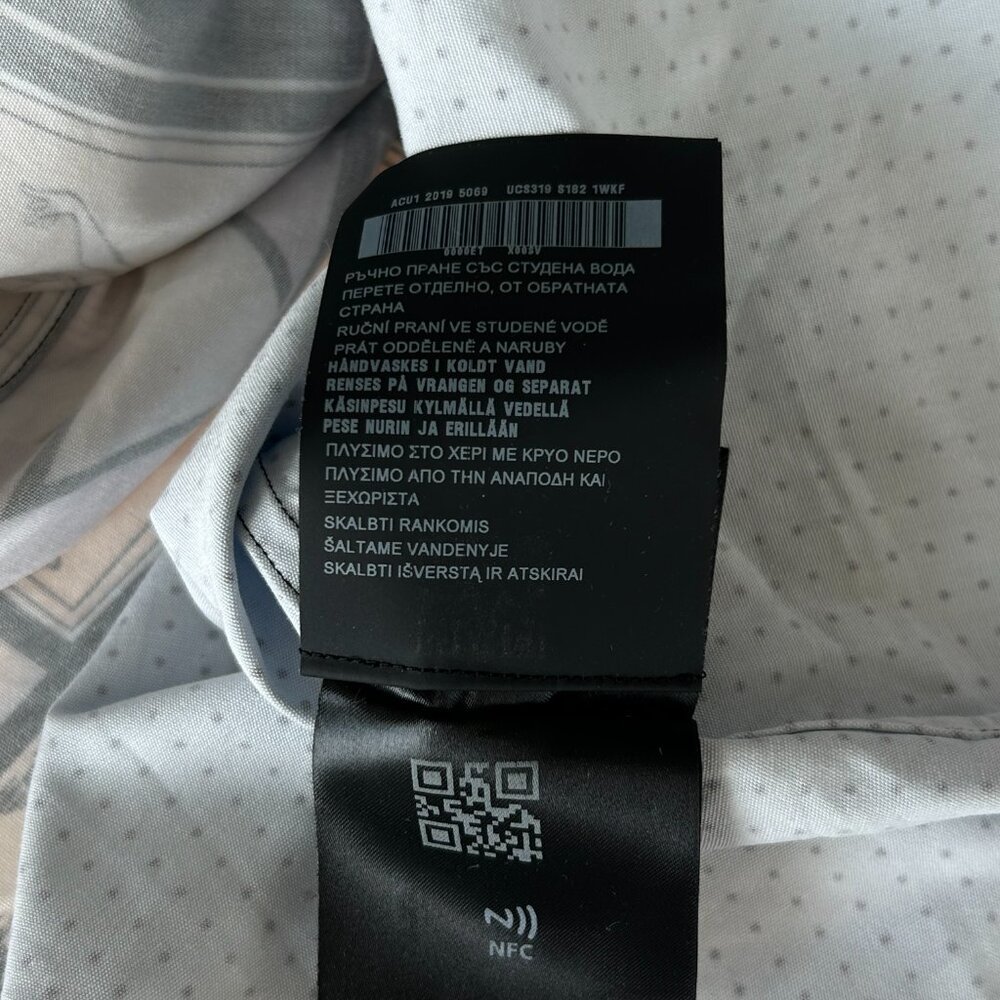 ACU1 2019 5069 UCS319 S182 1WKF
0000E1 X003V
РЪЧНО ПРАНЕ СЪС СТУДЕНА ВОДА
ПЕРЕТЕ ОТДЕЛНО, ОТ ОБРАТНАТА
СТРАНА
RUČNÍ PRANÍ VE STUDENÉ VODĚ
PRÁT ODDĚLENĚ A NARUBY
HÅNDVASKES I KOLDT VAND
RENSES PÅ VRANGEN OG SEPARAT
KÄSINPESU KYLMÄLLÄ VEDELLÄ
PESE NURIN JA ERILLÄÄN
ΠΛΥΣΙΜΟ ΣΤΟ ΧΕΡΙ ΜΕ ΚΡΥΟ ΝΕΡΟ
ΠΛΥΣΙΜΟ ΑΠΟ ΤΗΝ ΑΝΑΠΟΔΗ ΚΑΙ
ΞΕΧΩΡΙΣΤΑ
SKALBTI RANKOMIS
ŠALTAME VANDENYJE
SKALBTI IŠVERSTĄ IR ATSKIRAI
NFC